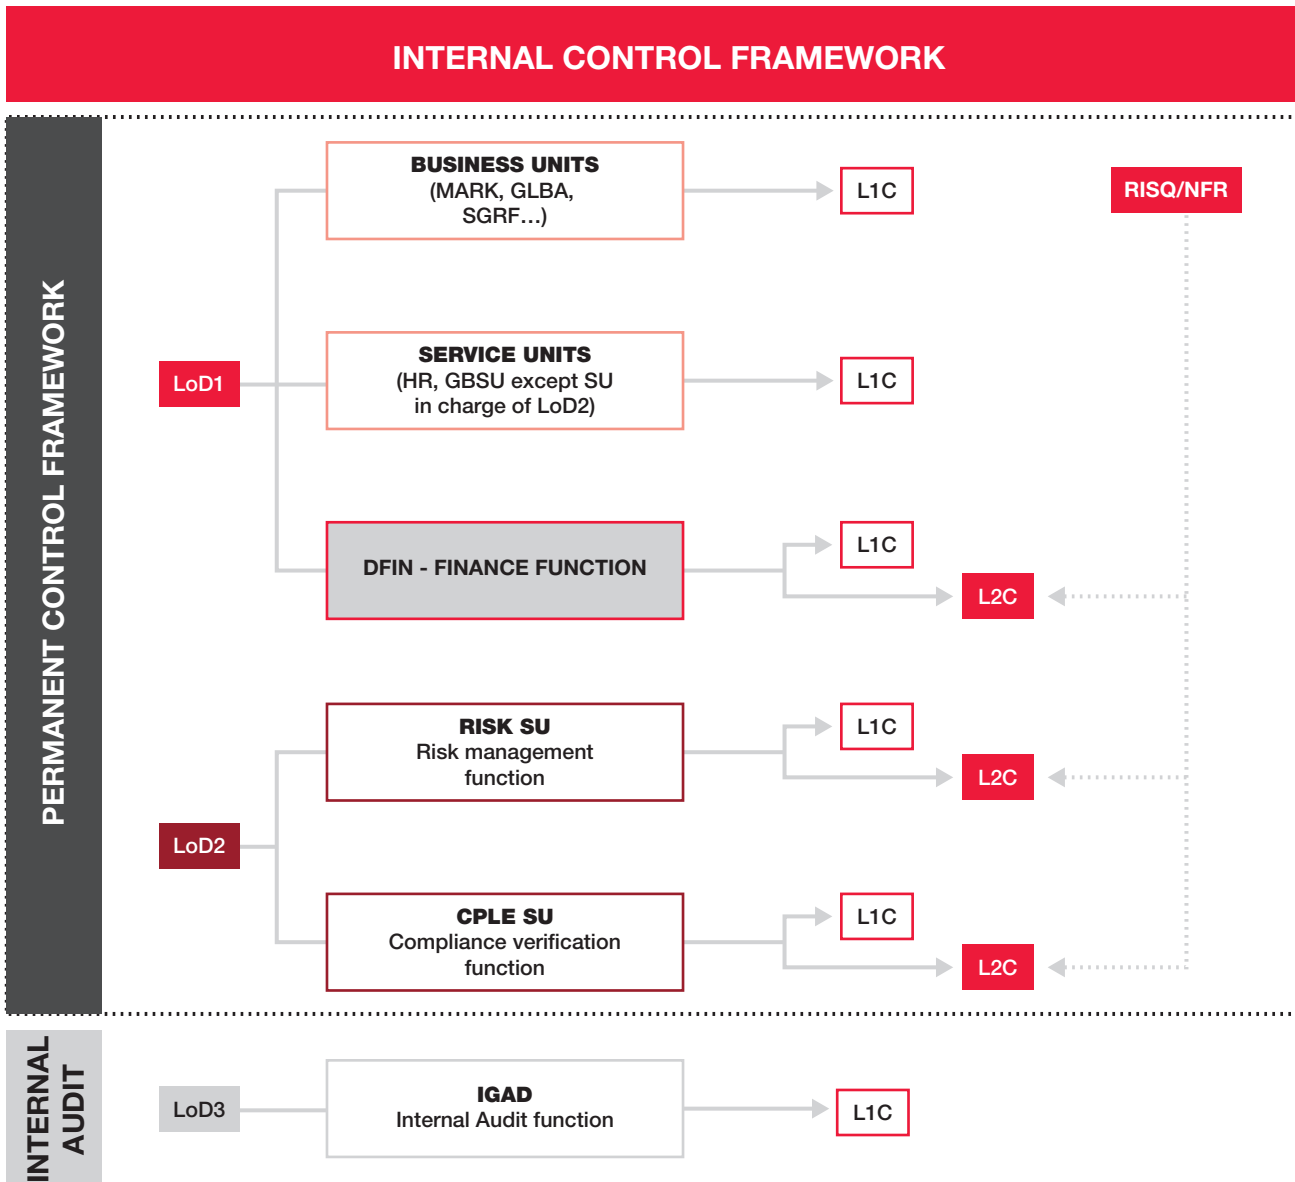 INTERNAL CONTROL FRAMEWORK
PERMANENT CONTROL FRAMEWORK
LoD1
BUSINESS UNITS
(MARK, GLBA,
SGRF…)
L1C
RISQ/NFR
SERVICE UNITS
(HR, GBSU except SU
in charge of LoD2)
L1C
DFIN - FINANCE FUNCTION
L1C
L2C
LoD2
RISK SU
Risk management
function
L1C
L2C
CPLE SU
Compliance verification
function
L1C
L2C
INTERNAL
AUDIT
LoD3
IGAD
Internal Audit function
L1C